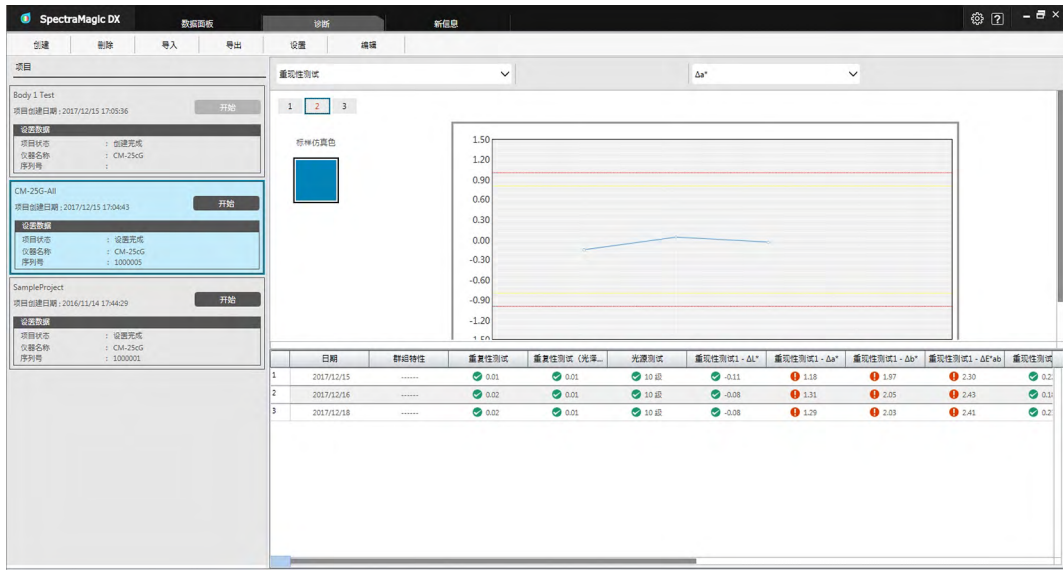 SpectraMagic DX 数据面板 诊断 新信息
创建 删除 导入 导出 设置 编辑
项目
Body 1 Test
项目创建日期 : 2017/12/15 17:05:36 开始
设置数据
项目状态 : 创建完成
仪器名称 : CM-25cG
序列号 :
CM-25G-All
项目创建日期 : 2017/12/15 17:04:43 开始
设置数据
项目状态 : 设置完成
仪器名称 : CM-25cG
序列号 : 1000005
SampleProject
项目创建日期 : 2016/11/14 17:44:29 开始
设置数据
项目状态 : 设置完成
仪器名称 : CM-25cG
序列号 : 1000001
重现性测试 Δa*
1 2 3
标样仿真色
1.50
1.20
0.90
0.60
0.30
0.00
-0.30
-0.60
-0.90
-1.20
-1.50
日期 群组特性 重复性测试 重复性测试（光泽... 光源测试 重现性测试1 - ΔL* 重现性测试1 - Δa* 重现性测试1 - Δb* 重现性测试1 - ΔE*ab 重现性测试
1 2017/12/15 ------ 0.01 0.01 10 级 -0.11 1.18 1.97 2.30
2 2017/12/16 ------ 0.02 0.01 10 级 -0.08 1.31 2.05 2.43
3 2017/12/18 ------ 0.02 0.01 10 级 -0.08 1.29 2.03 2.41